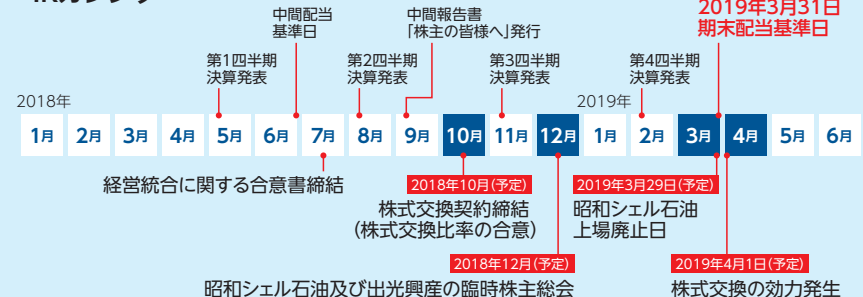 2019年3月31日
期末配当基準日
中間配当
基準日
中間報告書
「株主の皆様へ」発行
第1四半期
決算発表
第2四半期
決算発表
第3四半期
決算発表
第4四半期
決算発表
2018年
2019年
1月 2月 3月 4月 5月 6月 7月 8月 9月 10月 11月 12月 1月 2月 3月 4月 5月 6月
経営統合に関する合意書締結
2018年10月(予定)
株式交換契約締結
(株式交換比率の合意)
2019年3月29日(予定)
昭和シェル石油
上場廃止日
2018年12月(予定)
昭和シェル石油及び出光興産の臨時株主総会
2019年4月1日(予定)
株式交換の効力発生